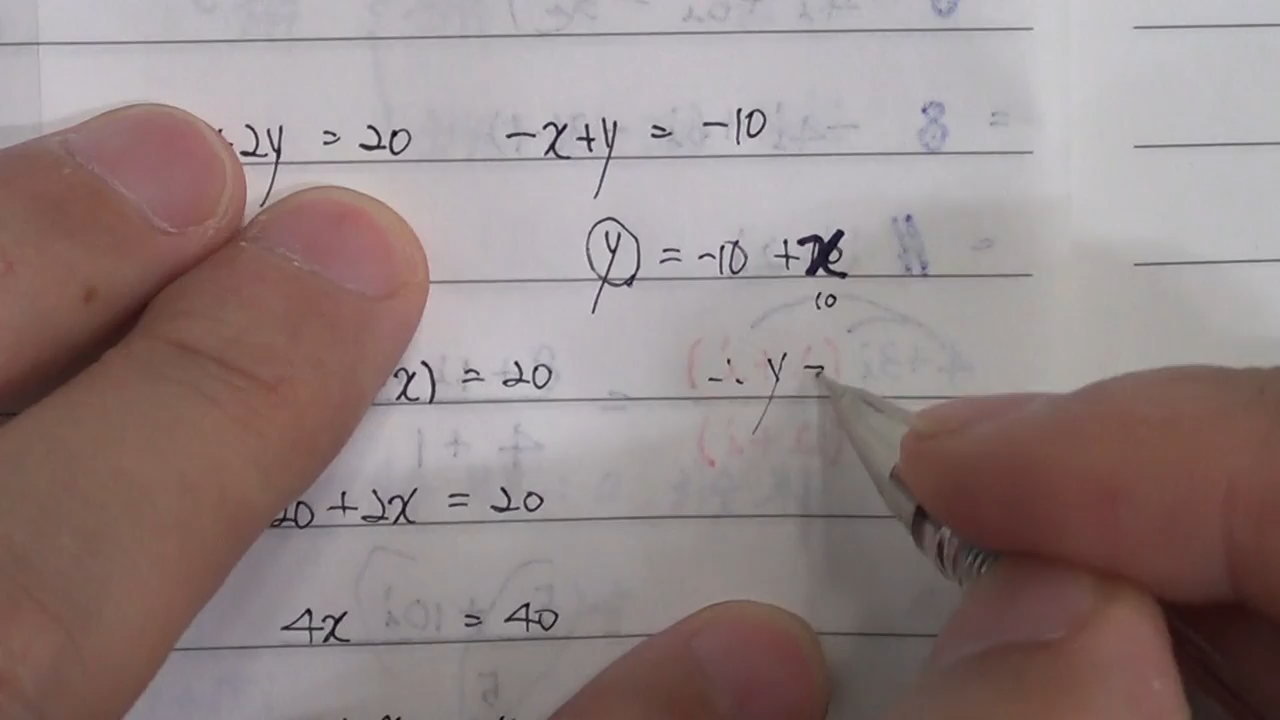 2y = 20 -x+y = -10
y = -10 + x
10
x) = 20 ∴ y =
20 + 2x = 20
4x = 40